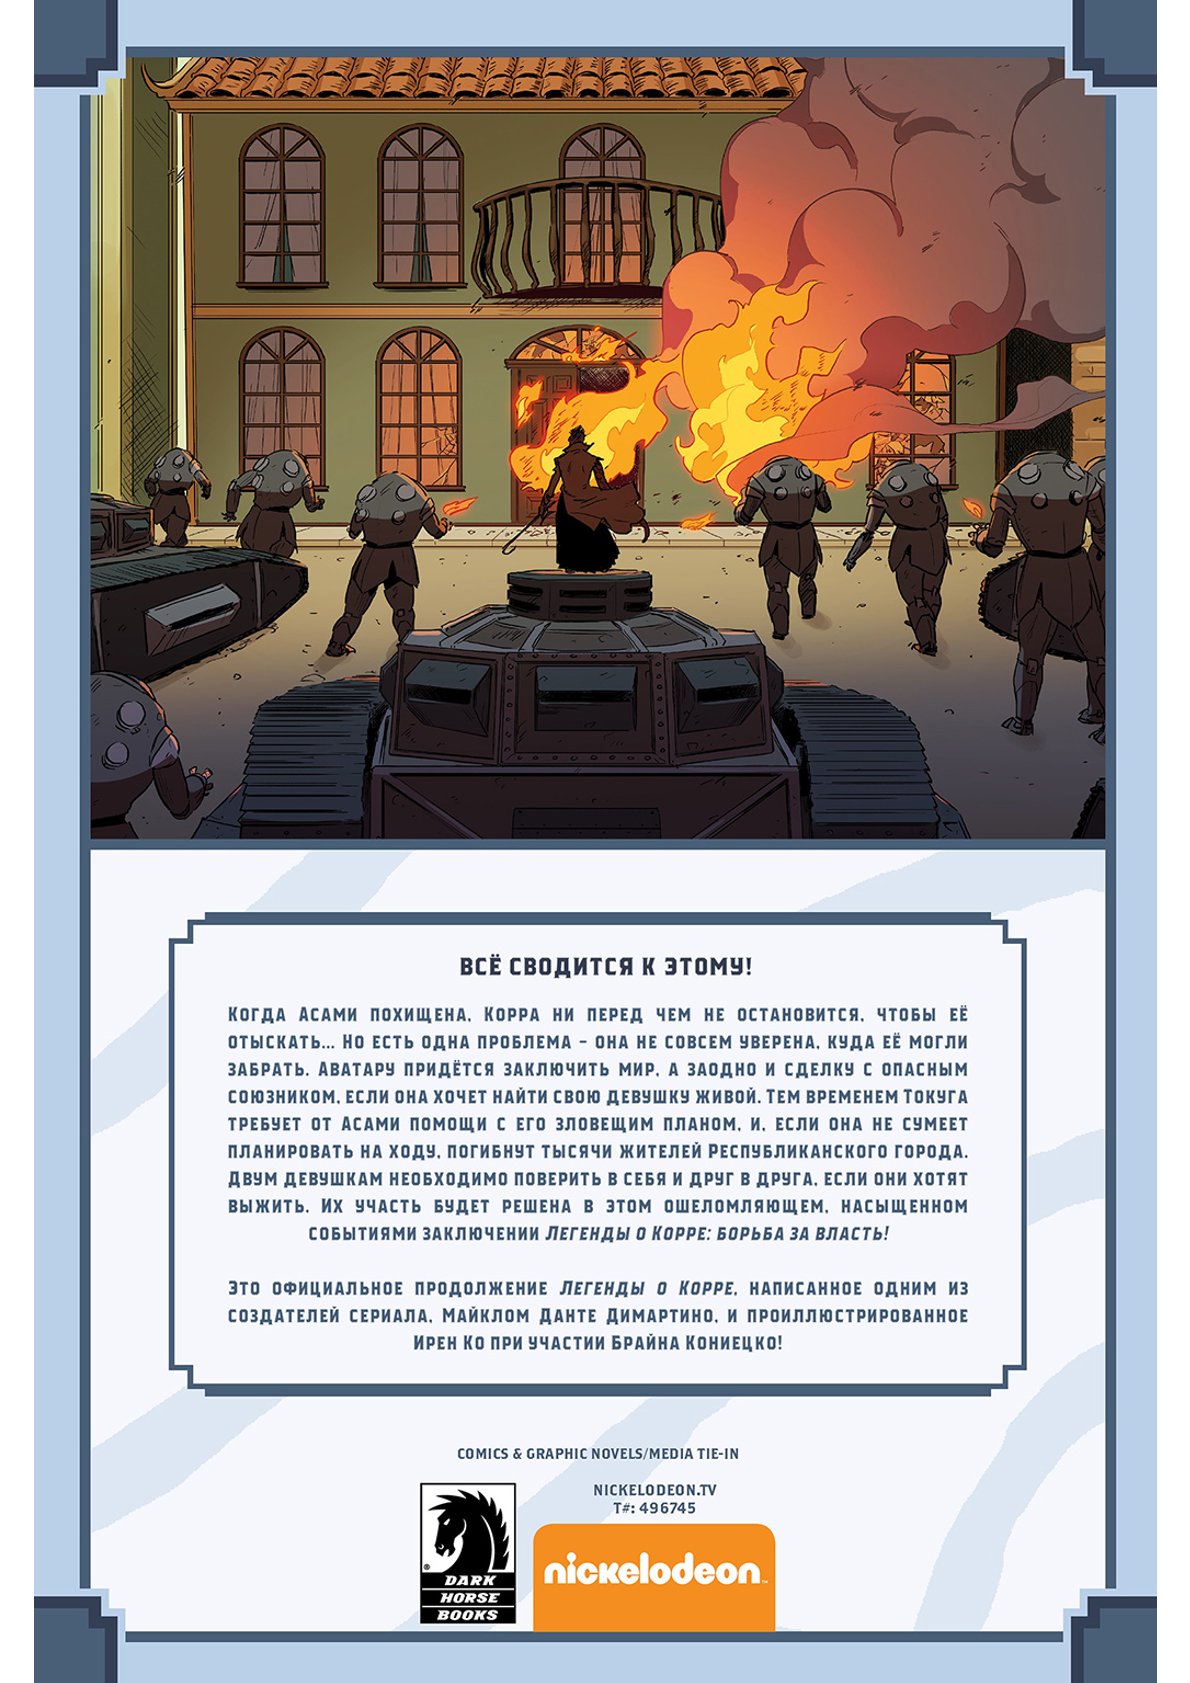 ВСЁ СВОДИТСЯ К ЭТОМУ!
Когда Асами похищена, Корра ни перед чем не остановится, чтобы её
отыскать... Но есть одна проблема – она не совсем уверена, куда её могли
забрать. Аватару придётся заключить мир, а заодно и сделку с опасным
союзником, если она хочет найти свою девушку живой. Тем временем Токуга
требует от Асами помощи с его зловещим планом, и, если она не сумеет
планировать на ходу, погибнут тысячи жителей Республиканского города.
Двум девушкам необходимо поверить в себя и друг в друга, если они хотят
выжить. Их участь будет решена в этом ошеломляющем, насыщенном
событиями заключении Легенды о Корре: борьба за власть!
Это официальное продолжение Легенды о Корре, написанное одним из
создателей сериала, Майклом Данте Димартино, и проиллюстрированное
Ирен Ко при участии Брайна Кониецко!
COMICS & GRAPHIC NOVELS/MEDIA TIE-IN
NICKELODEON.TV
T#: 496745
nickelodeon™
®
DARK
HORSE
BOOKS